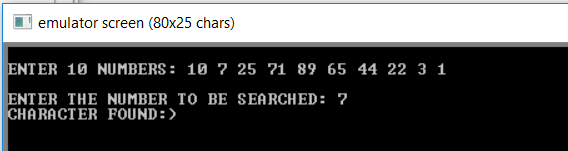 emulator screen (80x25 chars)
ENTER 10 NUMBERS: 10 7 25 71 89 65 44 22 3 1
ENTER THE NUMBER TO BE SEARCHED: 7
CHARACTER FOUND:>